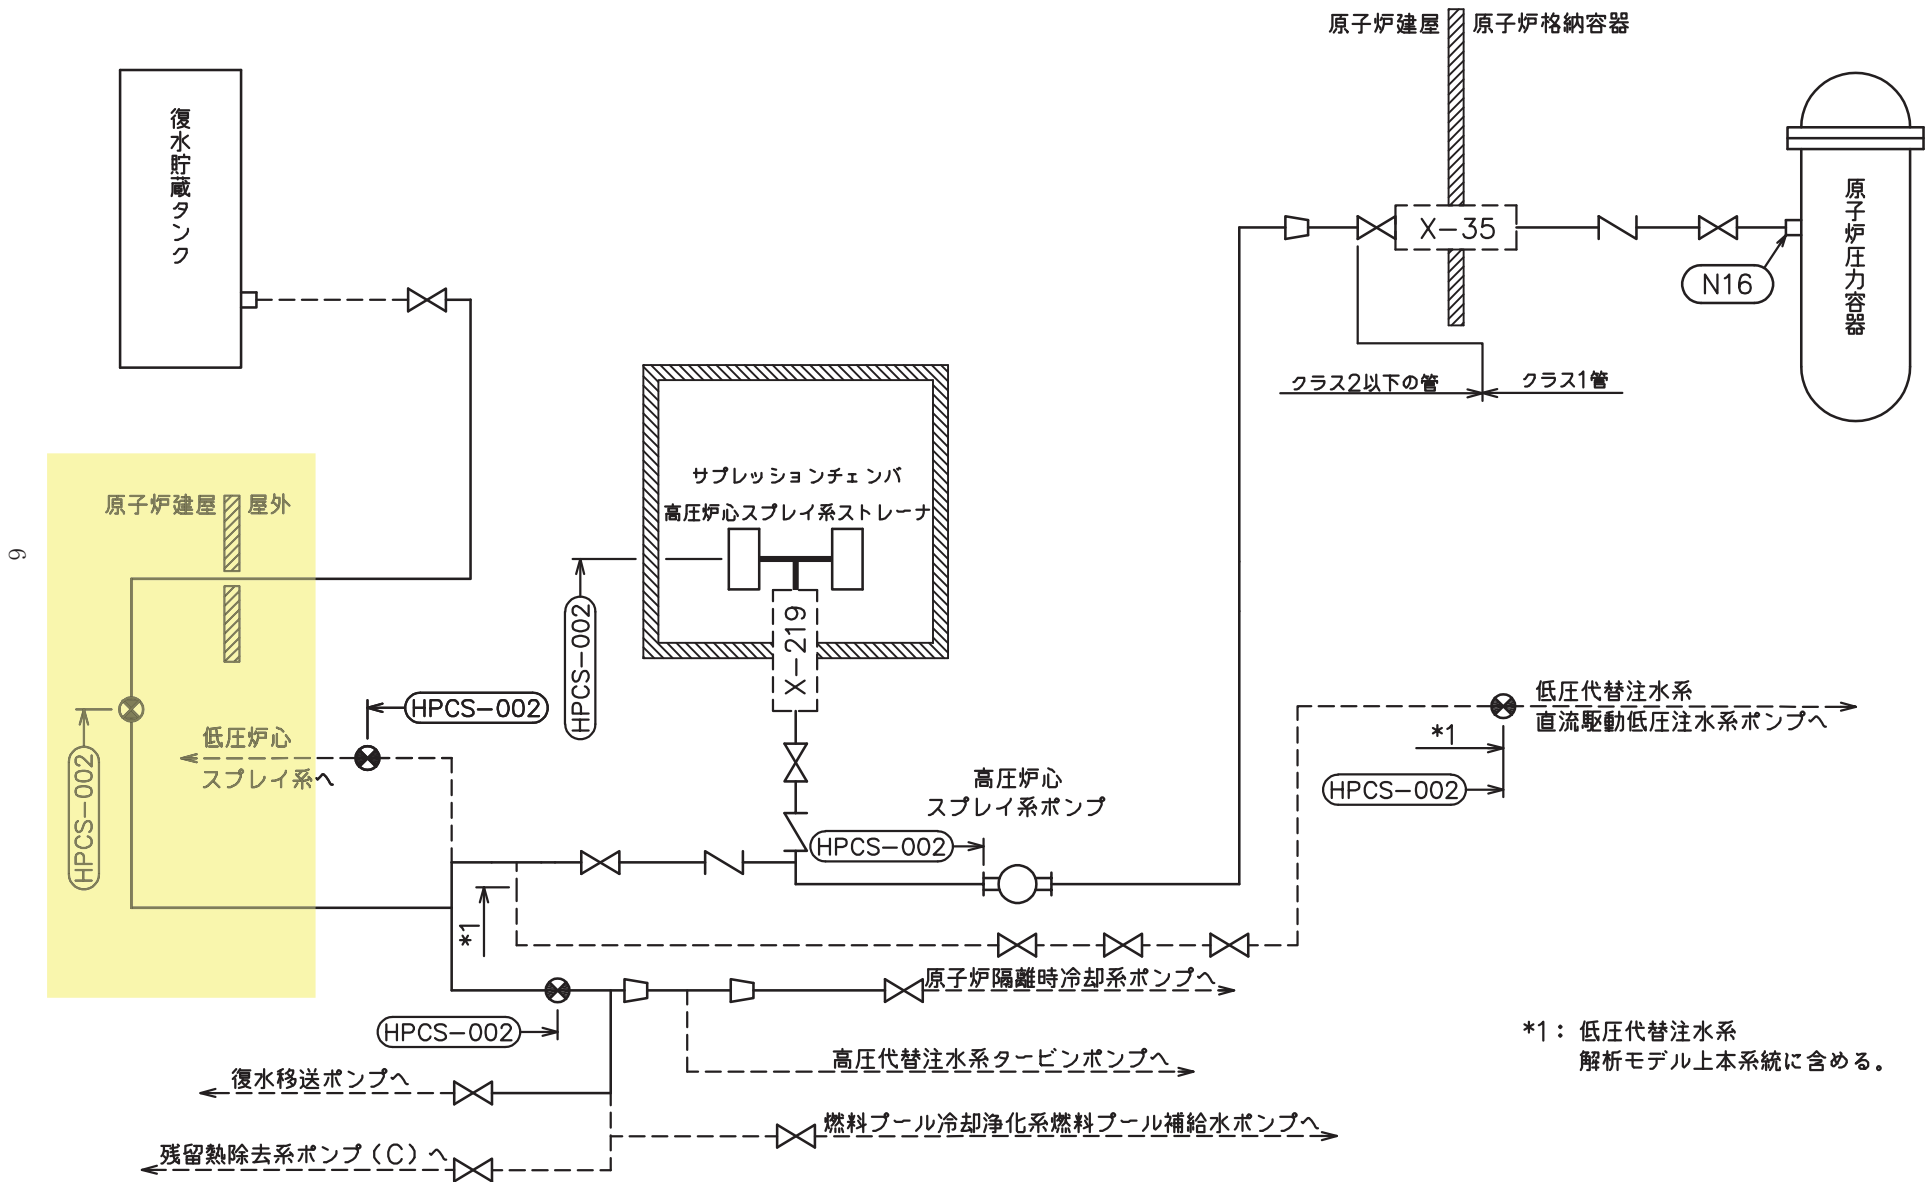 原子炉建屋
原子炉格納容器
復水貯蔵タンク
X-35
N16
原子炉圧力容器
クラス2以下の管
クラス1管
サプレッションチェンバ
高圧炉心スプレイ系ストレーナ
原子炉建屋
屋外
9
HPCS-002
X-219
HPCS-002
HPCS-002
低圧炉心
スプレイ系へ
低圧代替注水系
直流駆動低圧注水系ポンプへ
*1
HPCS-002
高圧炉心
スプレイ系ポンプ
HPCS-002
*1
原子炉隔離時冷却系ポンプへ
HPCS-002
高圧代替注水系タービンポンプへ
復水移送ポンプへ
燃料プール冷却浄化系燃料プール補給水ポンプへ
残留熱除去系ポンプ(C)へ
*1: 低圧代替注水系
解析モデル上本系統に含める。